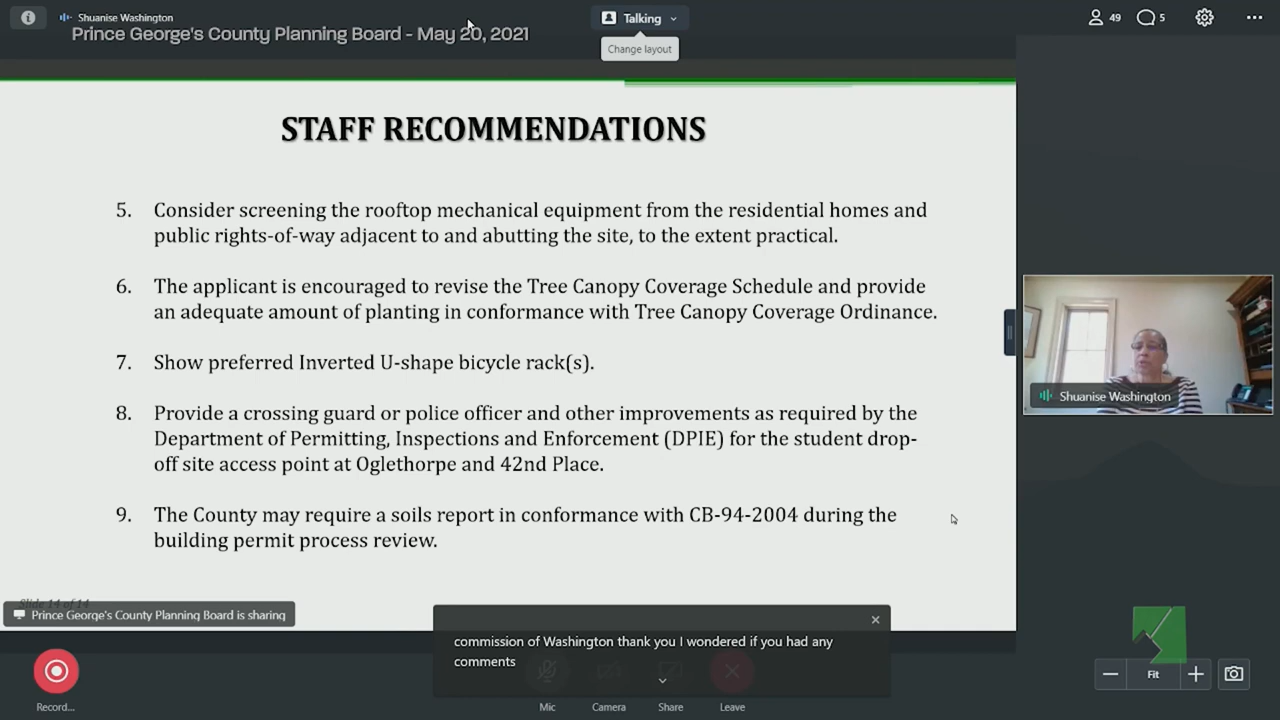 Shuanise Washington
Prince George's County Planning Board - May 20, 2021
Talking
49
5
Change layout
STAFF RECOMMENDATIONS
5. Consider screening the rooftop mechanical equipment from the residential homes and
public rights-of-way adjacent to and abutting the site, to the extent practical.
6. The applicant is encouraged to revise the Tree Canopy Coverage Schedule and provide
an adequate amount of planting in conformance with Tree Canopy Coverage Ordinance.
7. Show preferred Inverted U-shape bicycle rack(s).
8. Provide a crossing guard or police officer and other improvements as required by the
Department of Permitting, Inspections and Enforcement (DPIE) for the student drop-
off site access point at Oglethorpe and 42nd Place.
9. The County may require a soils report in conformance with CB-94-2004 during the
building permit process review.
Shuanise Washington
Slide 14 of 14
Prince George's County Planning Board is sharing
commission of Washington thank you I wondered if you had any
comments
Record...
Mic
Camera
Share
Leave
Fit